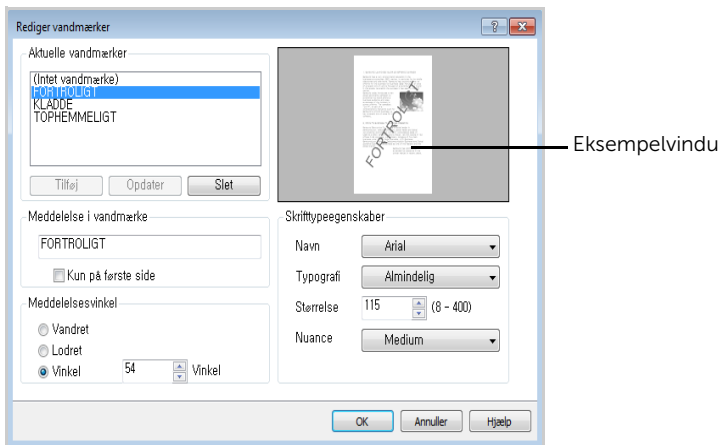 Rediger vandmærker
Aktuelle vandmærker
(Intet vandmærke)
FORTROLIGT
KLADDE
TOPHEMMELIGT
Tilføj Opdater Slet
FORTROLIGT
Eksempelvindu
Meddelelse i vandmærke
FORTROLIGT
Kun på første side
Meddelelsesvinkel
Vandret
Lodret
Vinkel 54 Vinkel
Skrifttypeegenskaber
Navn Arial
Typografi Almindelig
Størrelse 115 (8 - 400)
Nuance Medium
OK Annuller Hjælp